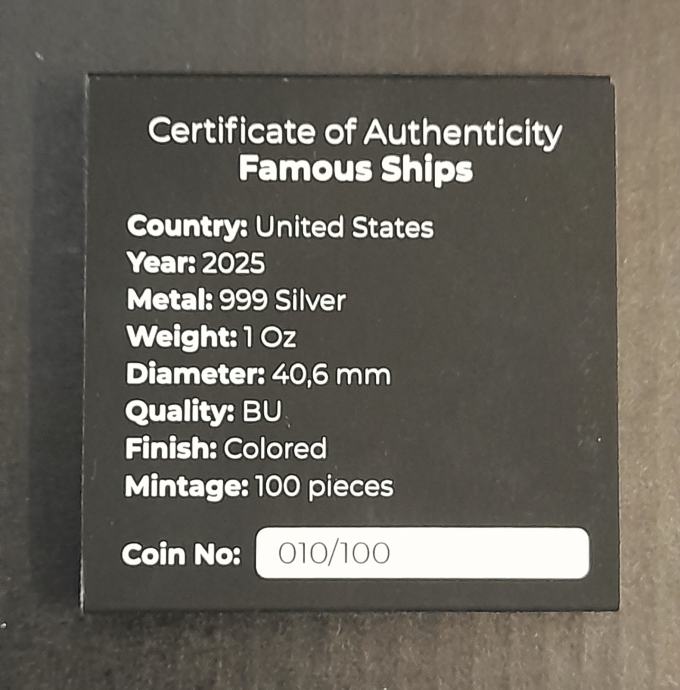 Certificate of Authenticity
Famous Ships
Country: United States
Year: 2025
Metal: 999 Silver
Weight: 1 Oz
Diameter: 40,6 mm
Quality: BU
Finish: Colored
Mintage: 100 pieces
Coin No: 010/100